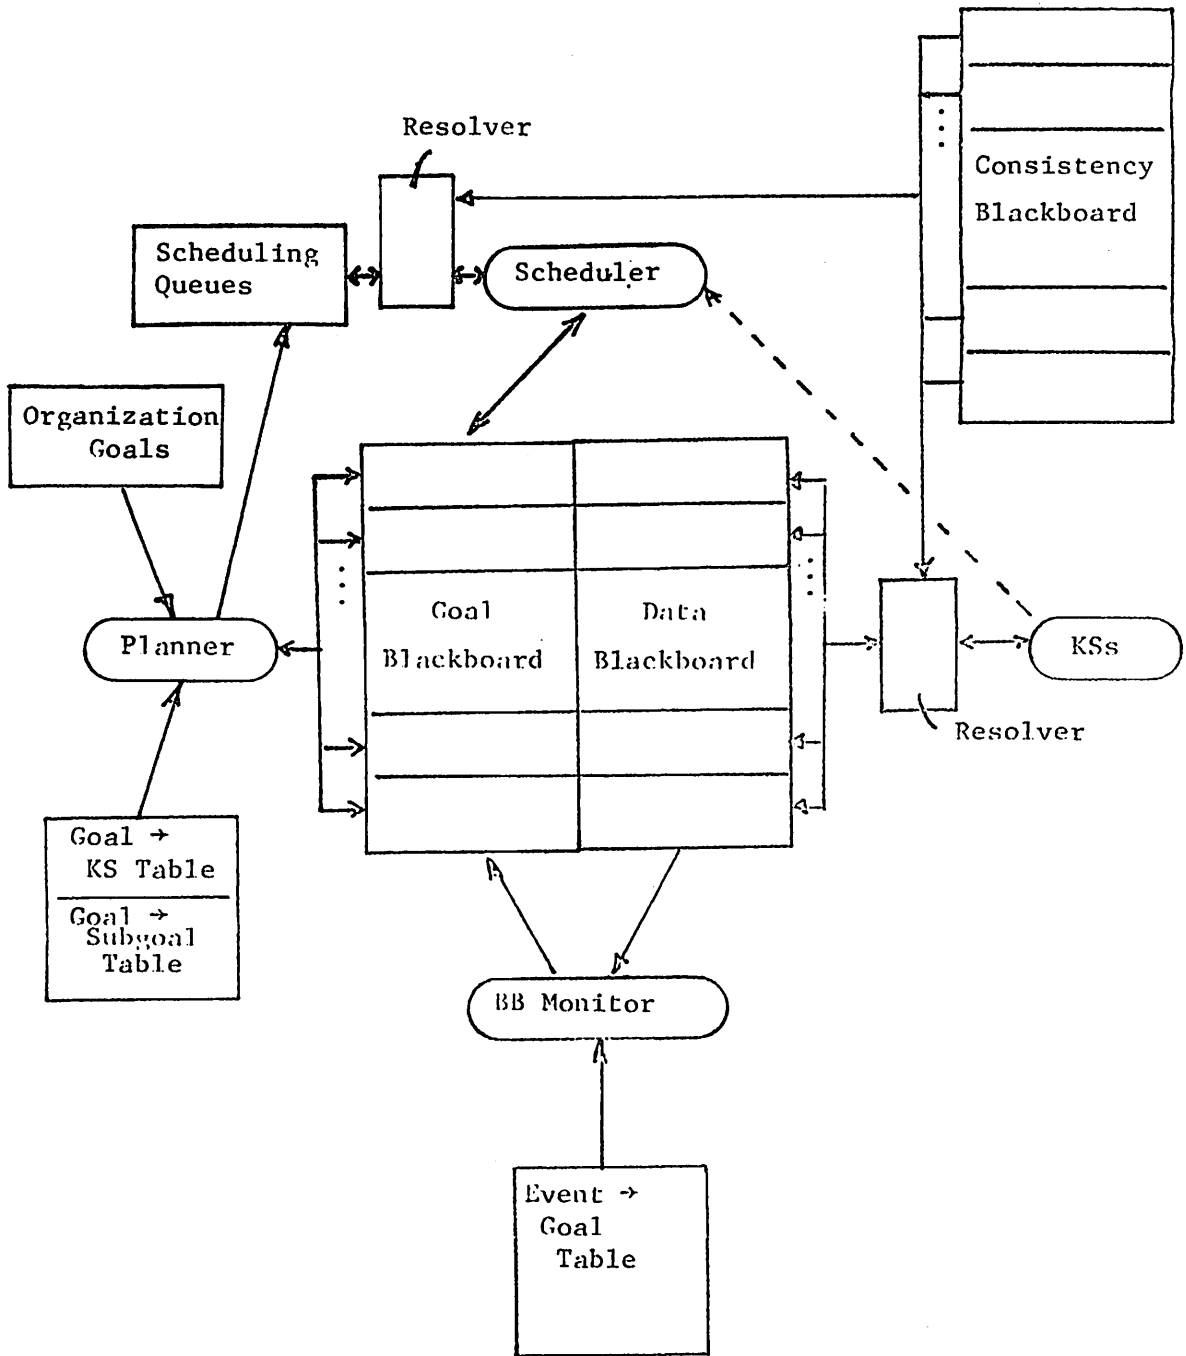 Resolver
Consistency
Blackboard
Scheduling
Queues
Scheduler
Organization
Goals
Planner
Goal
Blackboard
Data
Blackboard
KSs
Resolver
Goal →
KS Table
Goal →
Subgoal
Table
BB Monitor
Event →
Goal
Table